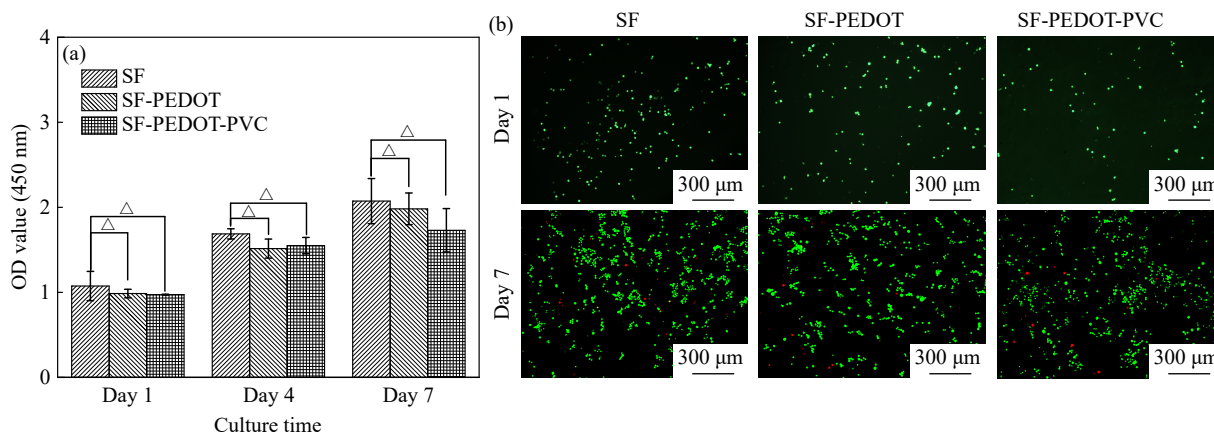 (a)
SF
SF-PEDOT
SF-PEDOT-PVC
4
3
2
1
0
OD value (450 nm)
△
△
△
△
△
△
Day 1
Day 4
Day 7
Culture time
(b)
SF
SF-PEDOT
SF-PEDOT-PVC
Day 1
300 μm
300 μm
300 μm
Day 7
300 μm
300 μm
300 μm